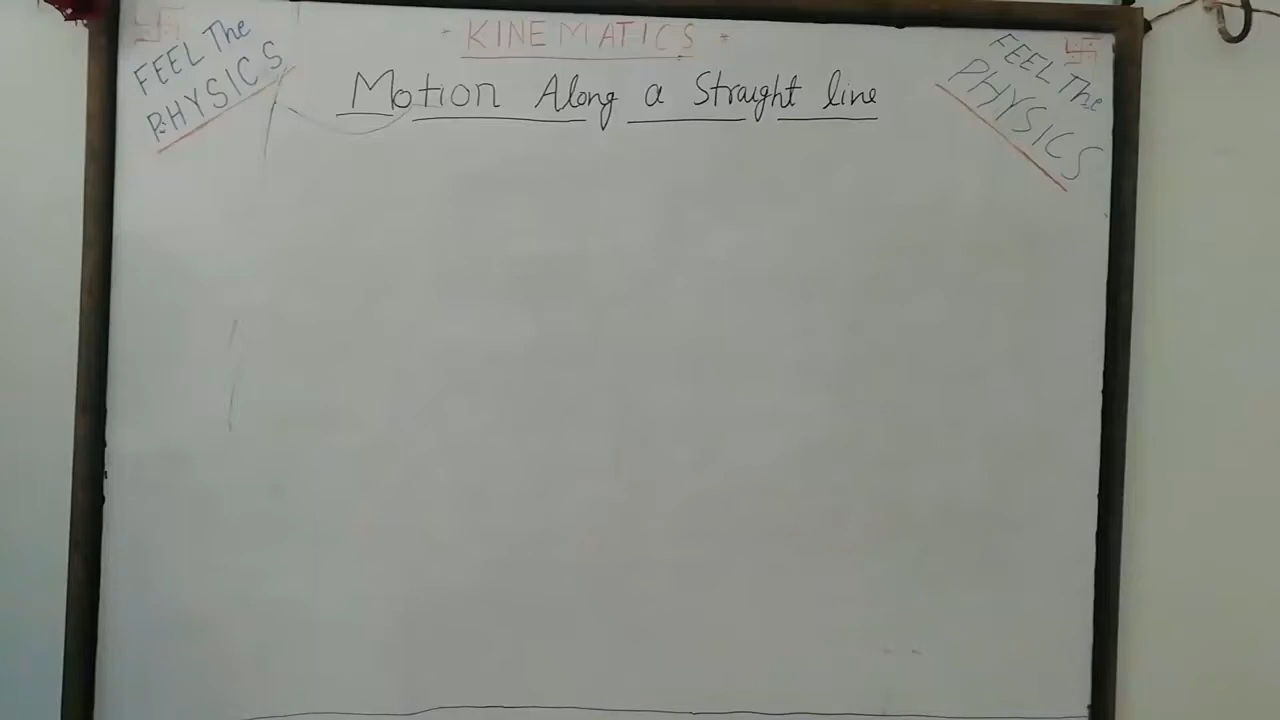 KINEMATICS
FEEL The
PHYSICS
Motion Along a Straight line
FEEL The
PHYSICS